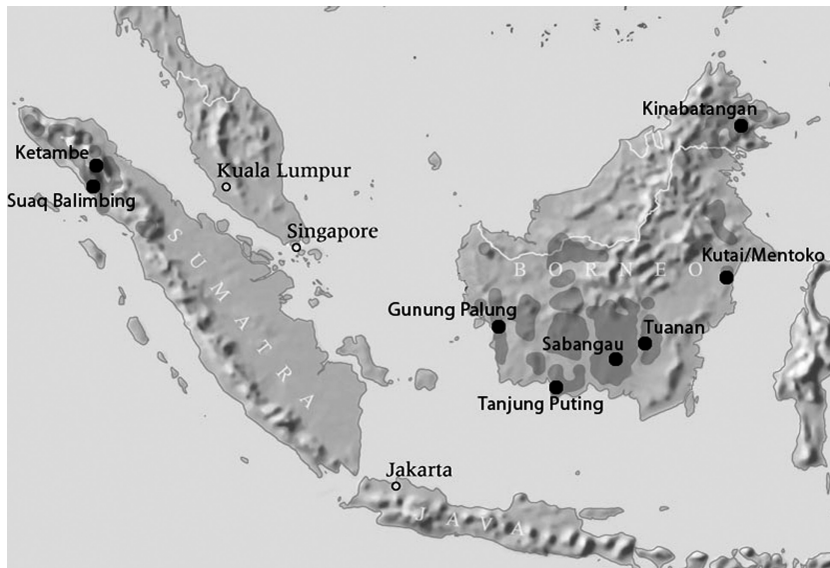 Kinabatangan
Ketambe
Kuala Lumpur
Suaq Balimbing
Singapore
SUMATRA
BORNEO
Kutai/Mentoko
Gunung Palung
Tuanan
Sabangau
Tanjung Puting
Jakarta
JAVA